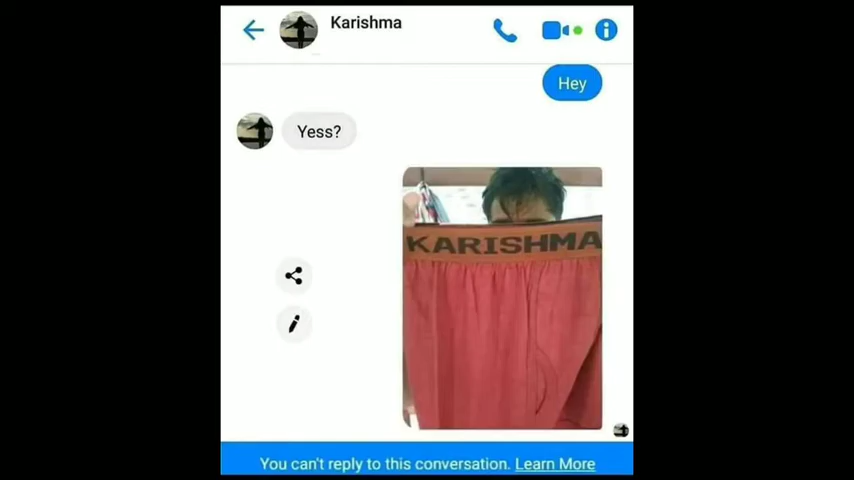 Karishma
Hey
Yess?
KARISHMA
You can't reply to this conversation. Learn More